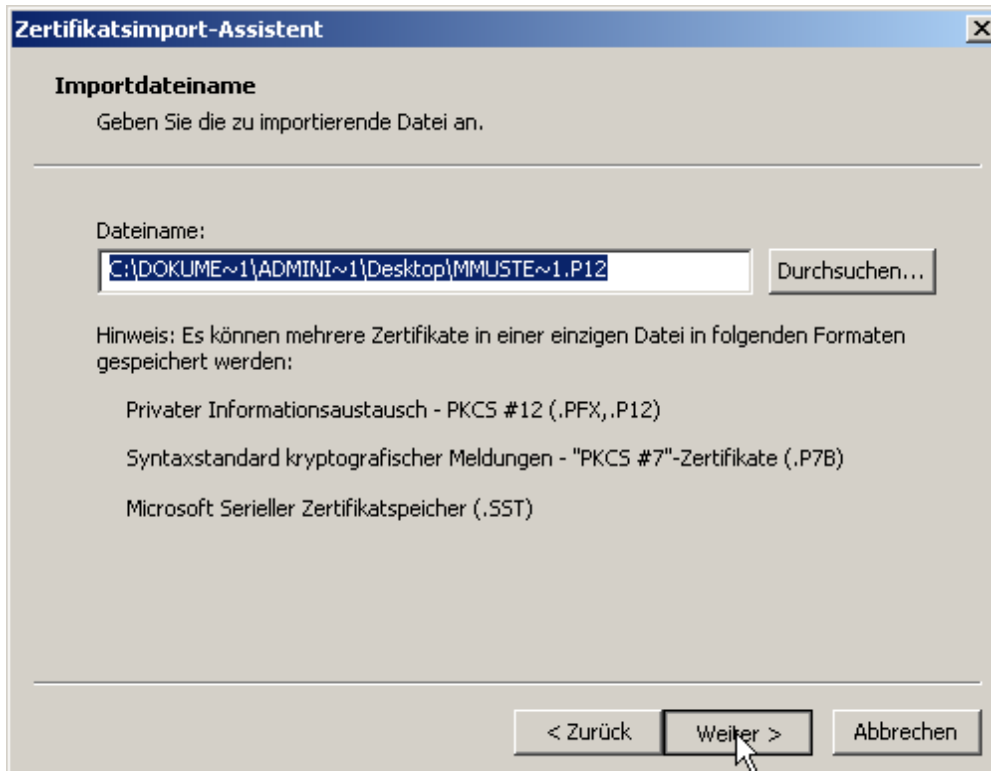 Zertifikatsimport-Assistent
Importdateiname
Geben Sie die zu importierende Datei an.
Dateiname:
C:\DOKUME~1\ADMINI~1\Desktop\MMUSTE~1.P12
Durchsuchen...
Hinweis: Es können mehrere Zertifikate in einer einzigen Datei in folgenden Formaten
gespeichert werden:
Privater Informationsaustausch - PKCS #12 (.PFX,.P12)
Syntaxstandard kryptografischer Meldungen - "PKCS #7"-Zertifikate (.P7B)
Microsoft Serieller Zertifikatspeicher (.SST)
< Zurück
Weiter >
Abbrechen